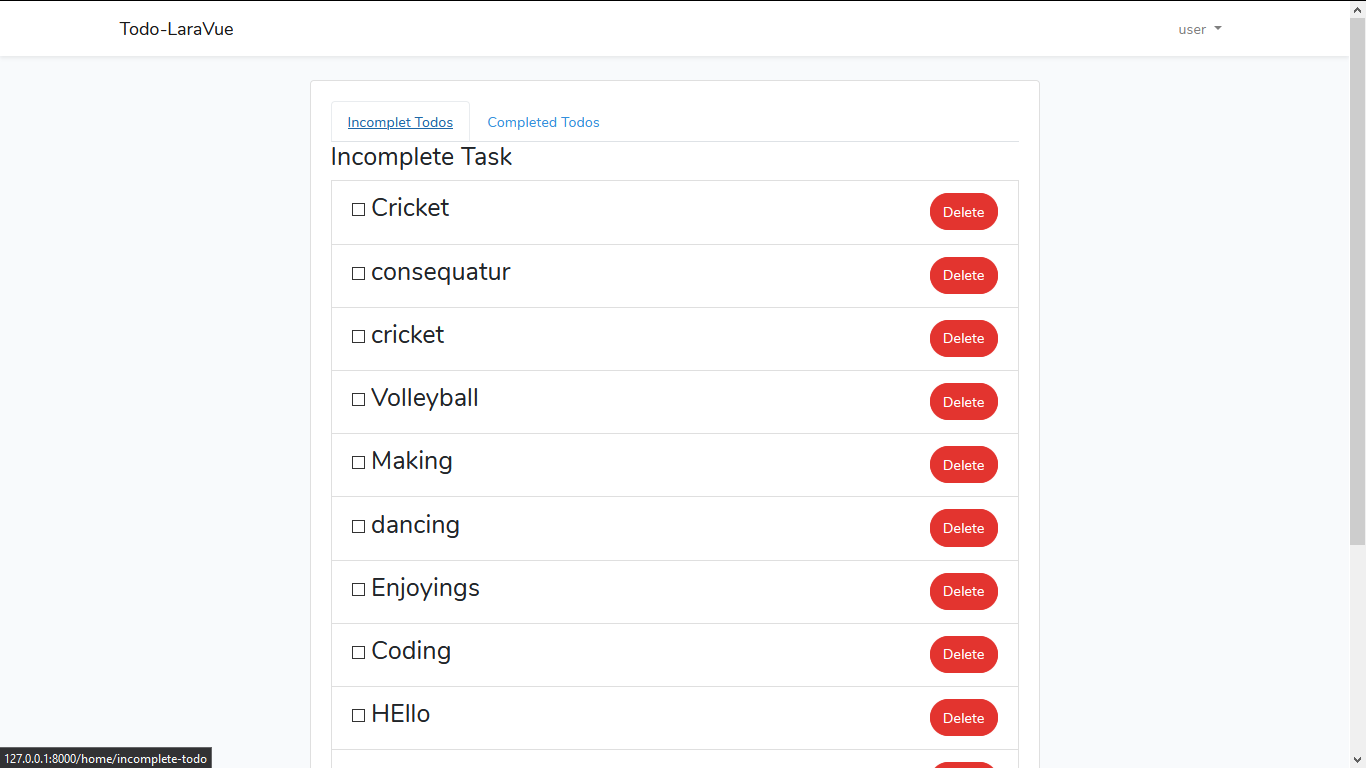 Todo-LaraVue user
Incomplet Todos Completed Todos
Incomplete Task
Cricket Delete
consequatur Delete
cricket Delete
Volleyball Delete
Making Delete
dancing Delete
Enjoyings Delete
Coding Delete
HEllo Delete
127.0.0.1:8000/home/incomplete-todo